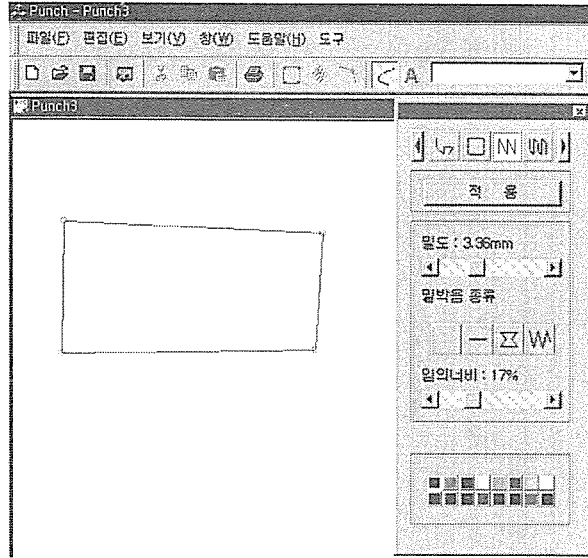 Punch - Punch3
파일(F) 편집(E) 보기(V) 창(W) 도움말(H) 도구
A
Punch3
적 용
밀도 : 3.36mm
밑박음 종류
임의너비 : 17%